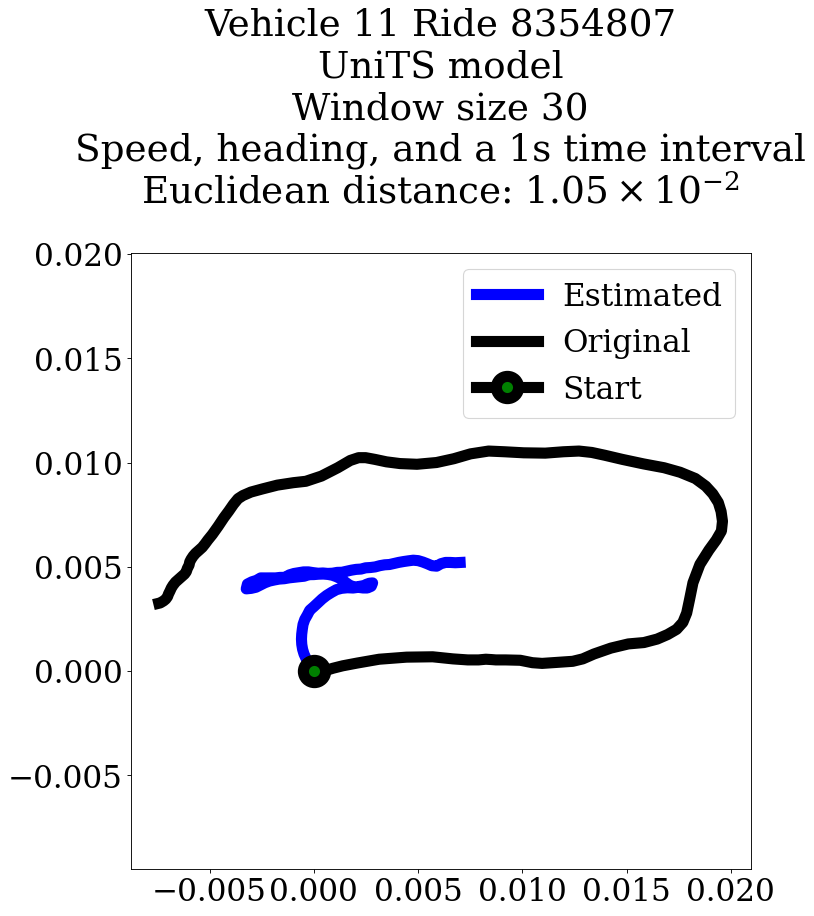 Vehicle 11 Ride 8354807
UniTS model
Window size 30
Speed, heading, and a 1s time interval
Euclidean distance: 1.05 × 10⁻²
0.020
0.015
0.010
0.005
0.000
−0.005
Estimated
Original
Start
−0.005 0.000 0.005 0.010 0.015 0.020